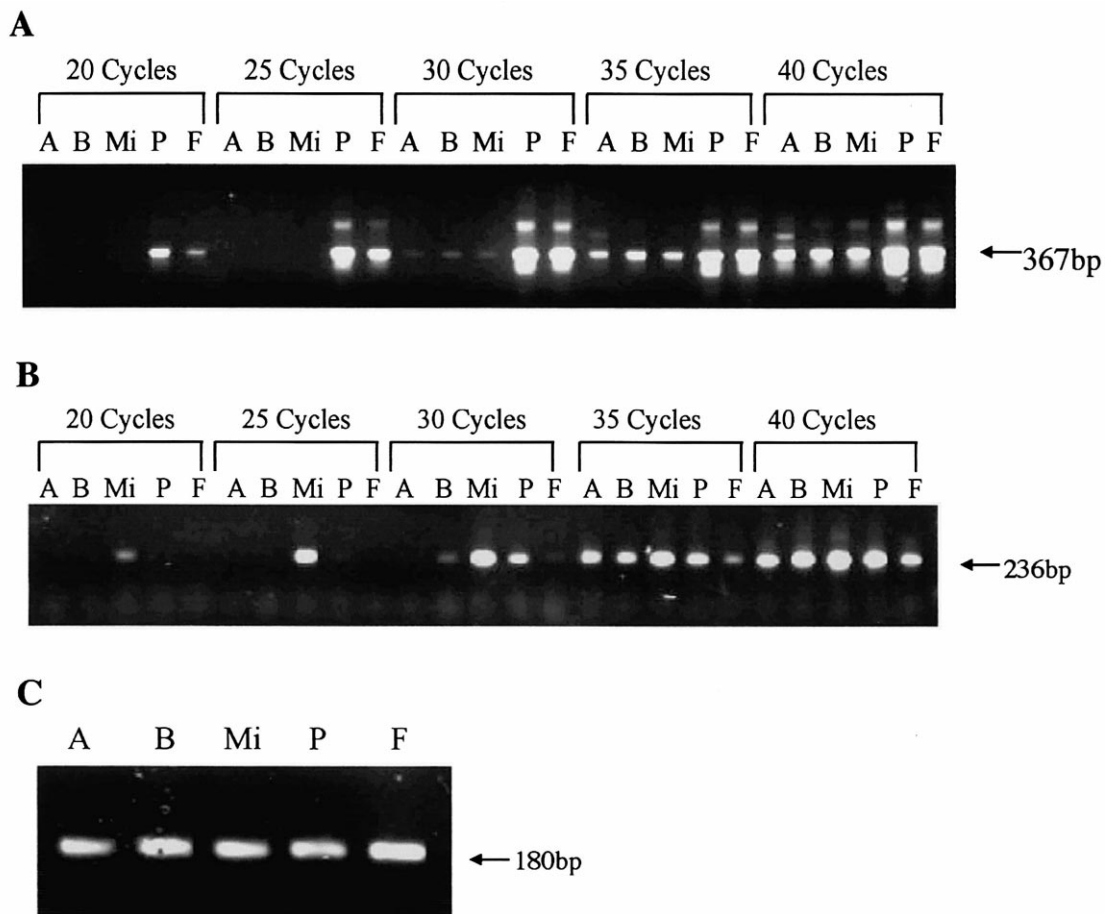 A
20 Cycles 25 Cycles 30 Cycles 35 Cycles 40 Cycles
A B Mi P F A B Mi P F A B Mi P F A B Mi P F A B Mi P F
367bp
B
20 Cycles 25 Cycles 30 Cycles 35 Cycles 40 Cycles
A B Mi P F A B Mi P F A B Mi P F A B Mi P F A B Mi P F
236bp
C
A B Mi P F
180bp